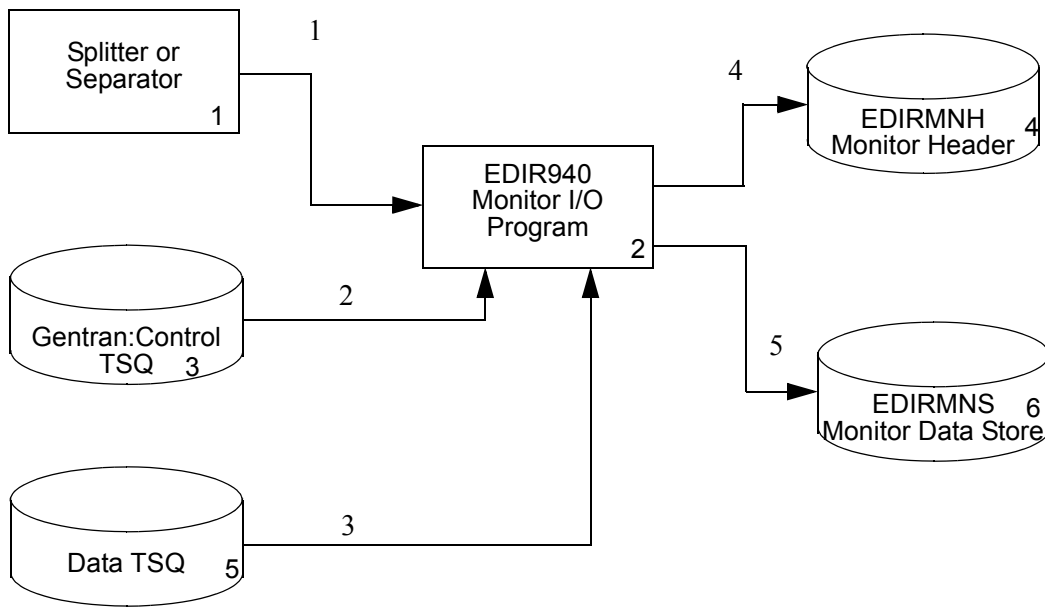 1
Splitter or
Separator
1
4
EDIRMNH
Monitor Header
4
EDIR940
Monitor I/O
Program
2
2
Gentran:Control
TSQ
3
5
EDIRMNS
Monitor Data Store
6
3
Data TSQ
5